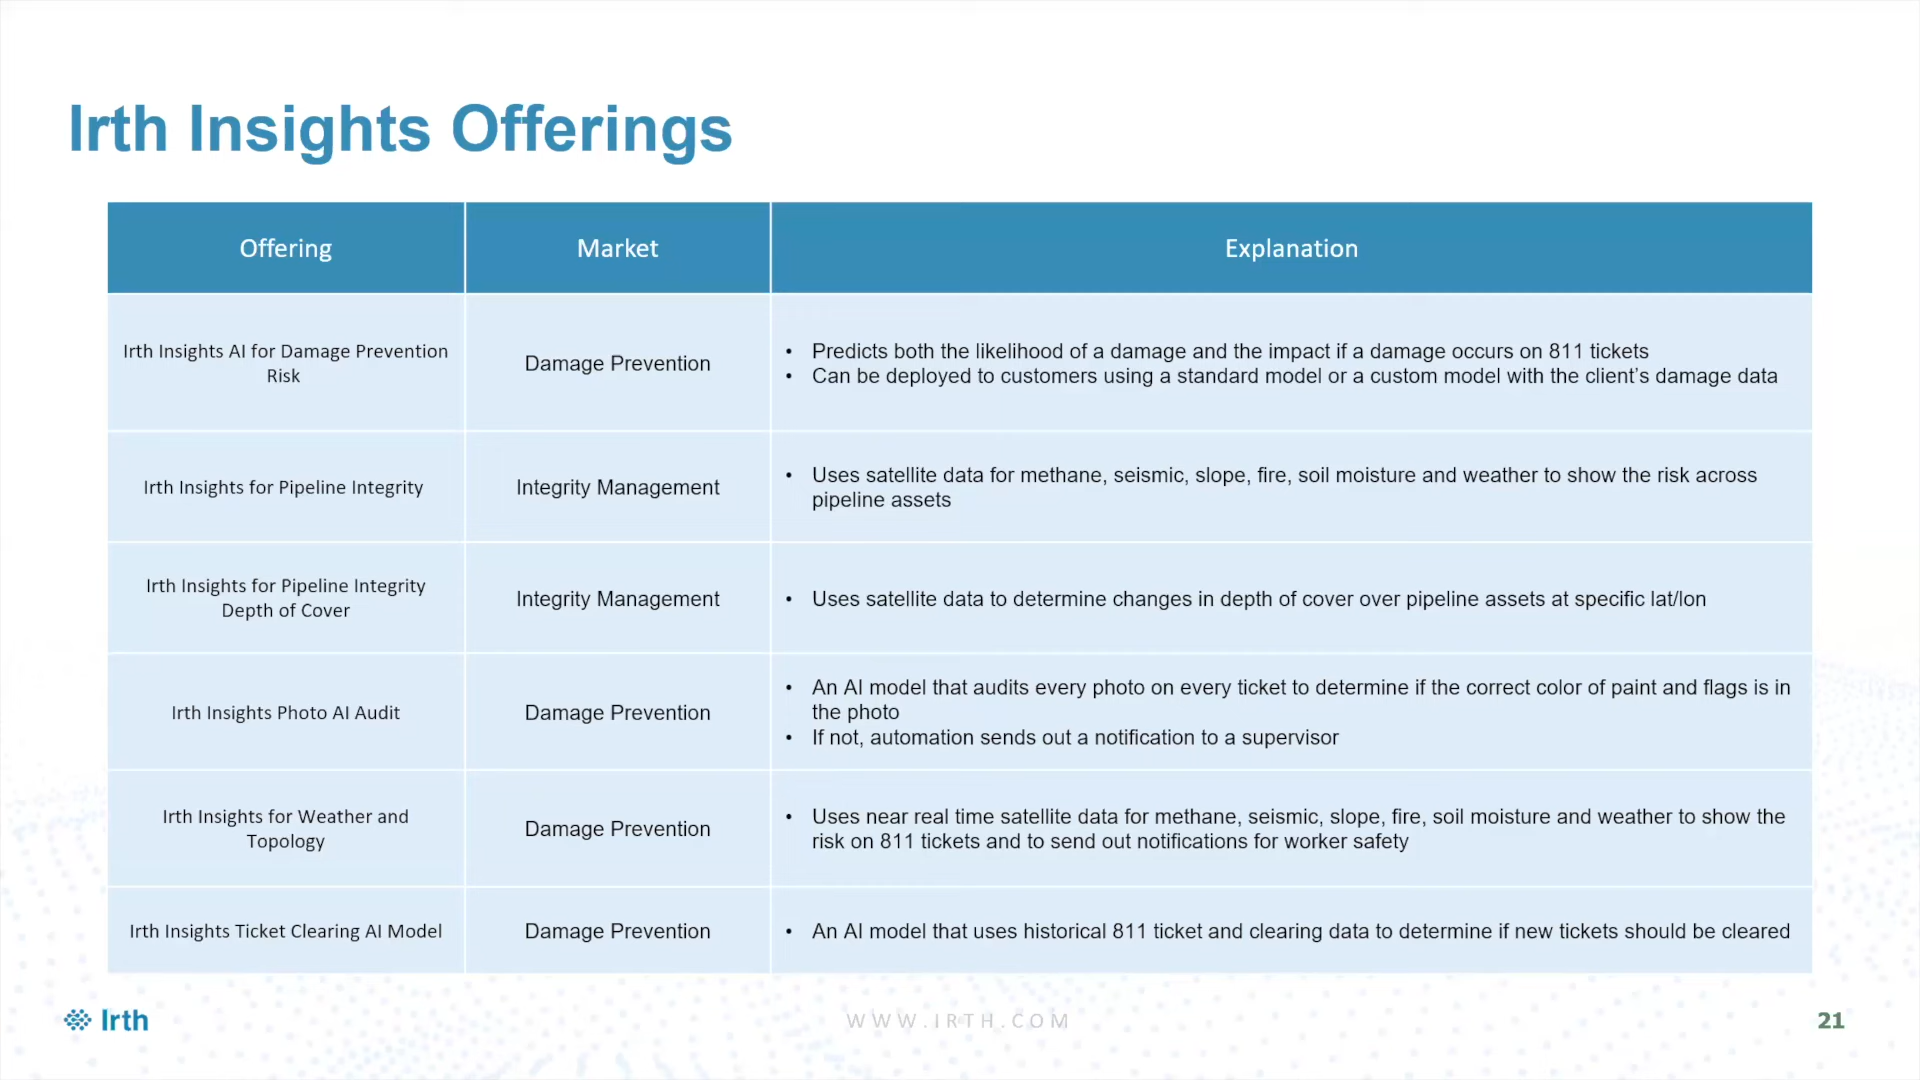 Irth Insights Offerings
Offering
Market
Explanation
Irth Insights AI for Damage Prevention
Risk
Damage Prevention
• Predicts both the likelihood of a damage and the impact if a damage occurs on 811 tickets
• Can be deployed to customers using a standard model or a custom model with the client’s damage data
Irth Insights for Pipeline Integrity
Integrity Management
• Uses satellite data for methane, seismic, slope, fire, soil moisture and weather to show the risk across
pipeline assets
Irth Insights for Pipeline Integrity
Depth of Cover
Integrity Management
• Uses satellite data to determine changes in depth of cover over pipeline assets at specific lat/lon
Irth Insights Photo AI Audit
Damage Prevention
• An AI model that audits every photo on every ticket to determine if the correct color of paint and flags is in
the photo
• If not, automation sends out a notification to a supervisor
Irth Insights for Weather and
Topology
Damage Prevention
• Uses near real time satellite data for methane, seismic, slope, fire, soil moisture and weather to show the
risk on 811 tickets and to send out notifications for worker safety
Irth Insights Ticket Clearing AI Model
Damage Prevention
• An AI model that uses historical 811 ticket and clearing data to determine if new tickets should be cleared
Irth
WWW.IRTH.COM
21